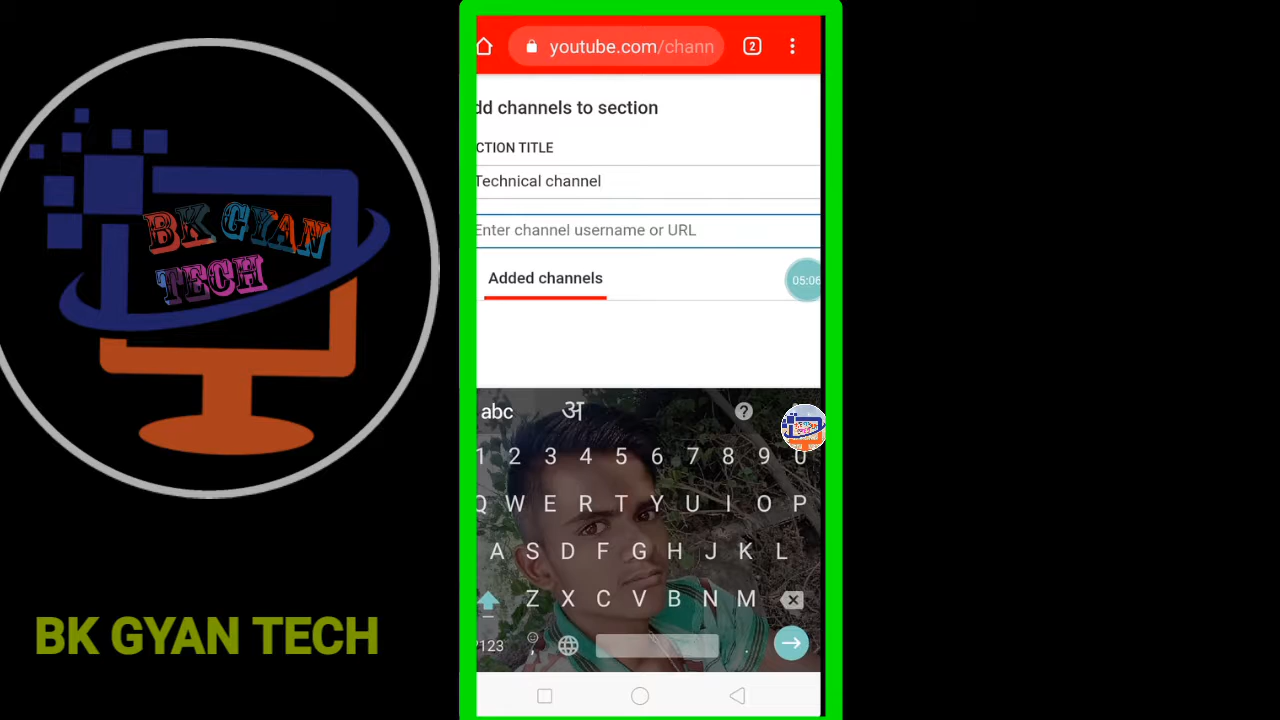 BK GYAN
TECH
BK GYAN TECH
youtube.com/chann
2
dd channels to section
CTION TITLE
Technical channel
Enter channel username or URL
Added channels
05:06
abc अ ?
1 2 3 4 5 6 7 8 9 0
Q W E R T Y U I O P
A S D F G H J K L
Z X C V B N M
?123 , .